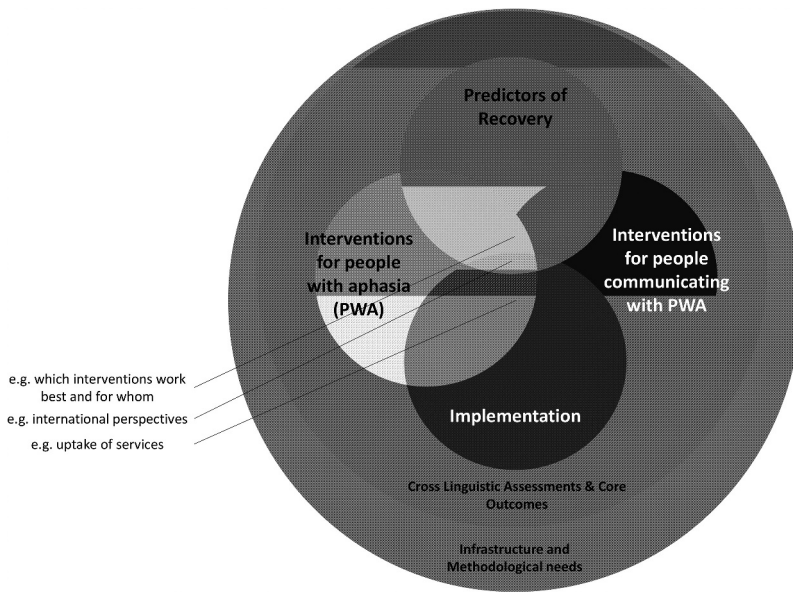 Predictors of
Recovery
Interventions
for people
with aphasia
(PWA)
Interventions
for people
communicating
with PWA
e.g. which interventions work
best and for whom
e.g. international perspectives
e.g. uptake of services
Implementation
Cross Linguistic Assessments & Core
Outcomes
Infrastructure and
Methodological needs